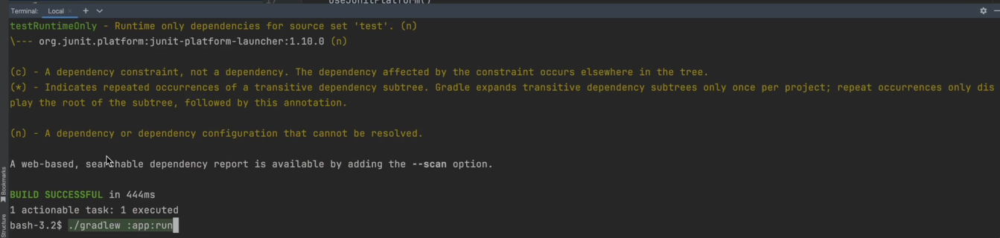 useJUnitPlatform()
Terminal: Local × + 
testRuntimeOnly - Runtime only dependencies for source set 'test'. (n)
\--- org.junit.platform:junit-platform-launcher:1.10.0 (n)
(c) - A dependency constraint, not a dependency. The dependency affected by the constraint occurs elsewhere in the tree.
(*) - Indicates repeated occurrences of a transitive dependency subtree. Gradle expands transitive dependency subtrees only once per project; repeat occurrences only dis
play the root of the subtree, followed by this annotation.
(n) - A dependency or dependency configuration that cannot be resolved.
A web-based, searchable dependency report is available by adding the --scan option.
BUILD SUCCESSFUL in 444ms
1 actionable task: 1 executed
bash-3.2$ ./gradlew :app:run
Bookmarks
Structure